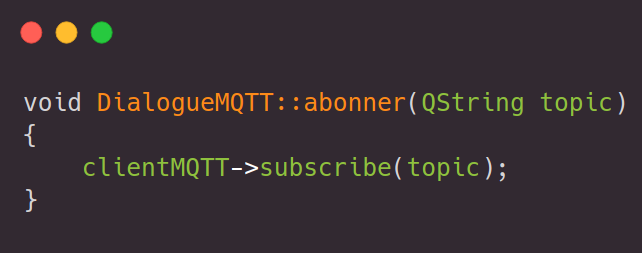 void DialogueMQTT::abonner(QString topic)
{
    clientMQTT->subscribe(topic);
}